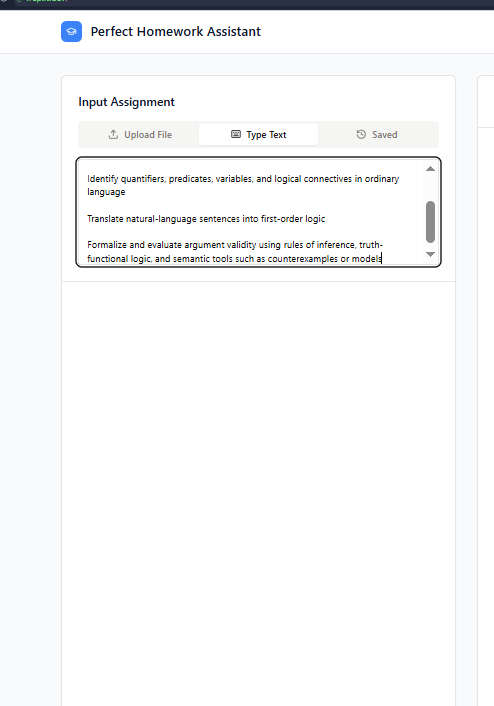 Perfect Homework Assistant
Input Assignment
Upload File
Type Text
Saved
Identify quantifiers, predicates, variables, and logical connectives in ordinary
language
Translate natural-language sentences into first-order logic
Formalize and evaluate argument validity using rules of inference, truth-
functional logic, and semantic tools such as counterexamples or models